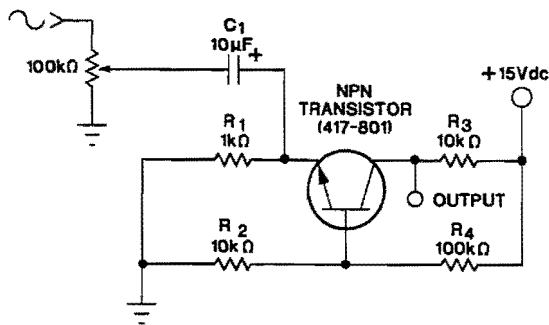 C1
10µF +
100kΩ
+15Vdc
NPN
TRANSISTOR
(417-801)
R1
1kΩ
R3
10kΩ
OUTPUT
R2
10kΩ
R4
100kΩ